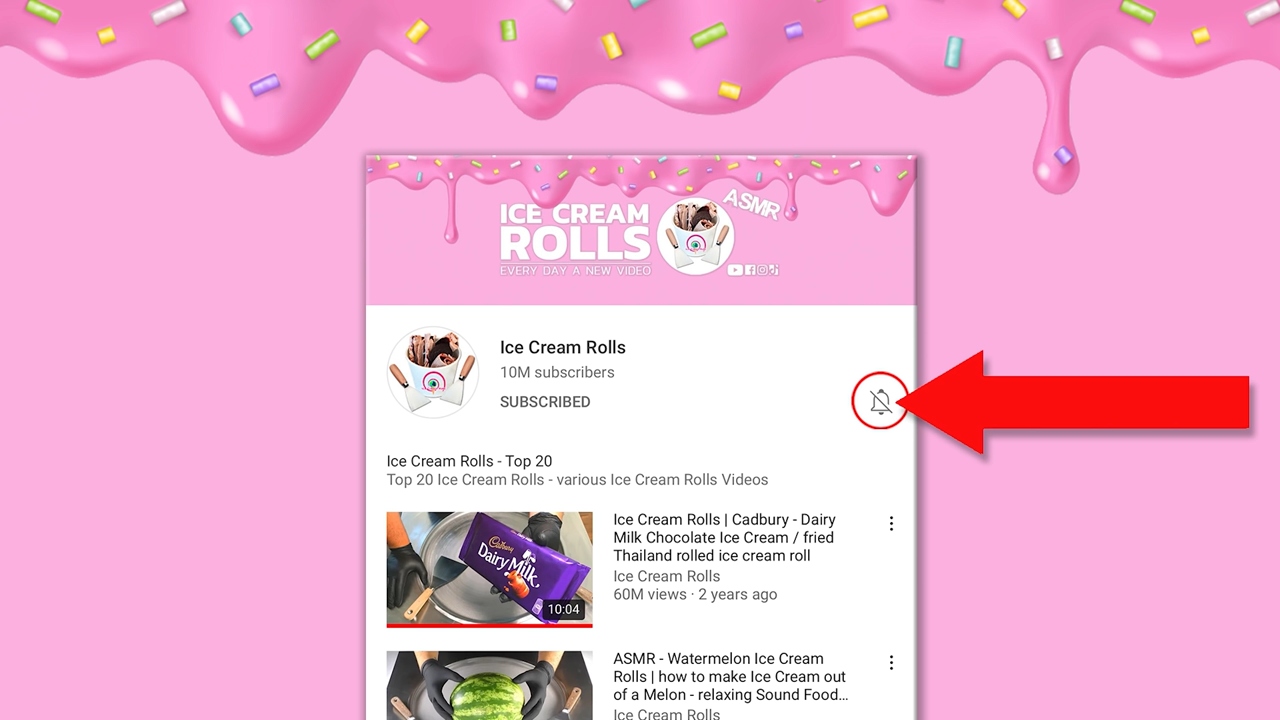 ICE CREAM
ASMR
ROLLS
EVERY DAY A NEW VIDEO
Ice Cream Rolls
10M subscribers
SUBSCRIBED
Ice Cream Rolls - Top 20
Top 20 Ice Cream Rolls - various Ice Cream Rolls Videos
Cadbury
Dairy Milk
10:04
Ice Cream Rolls | Cadbury - Dairy
Milk Chocolate Ice Cream / fried
Thailand rolled ice cream roll
Ice Cream Rolls
60M views · 2 years ago
ASMR - Watermelon Ice Cream
Rolls | how to make Ice Cream out
of a Melon - relaxing Sound Food...
Ice Cream Rolls